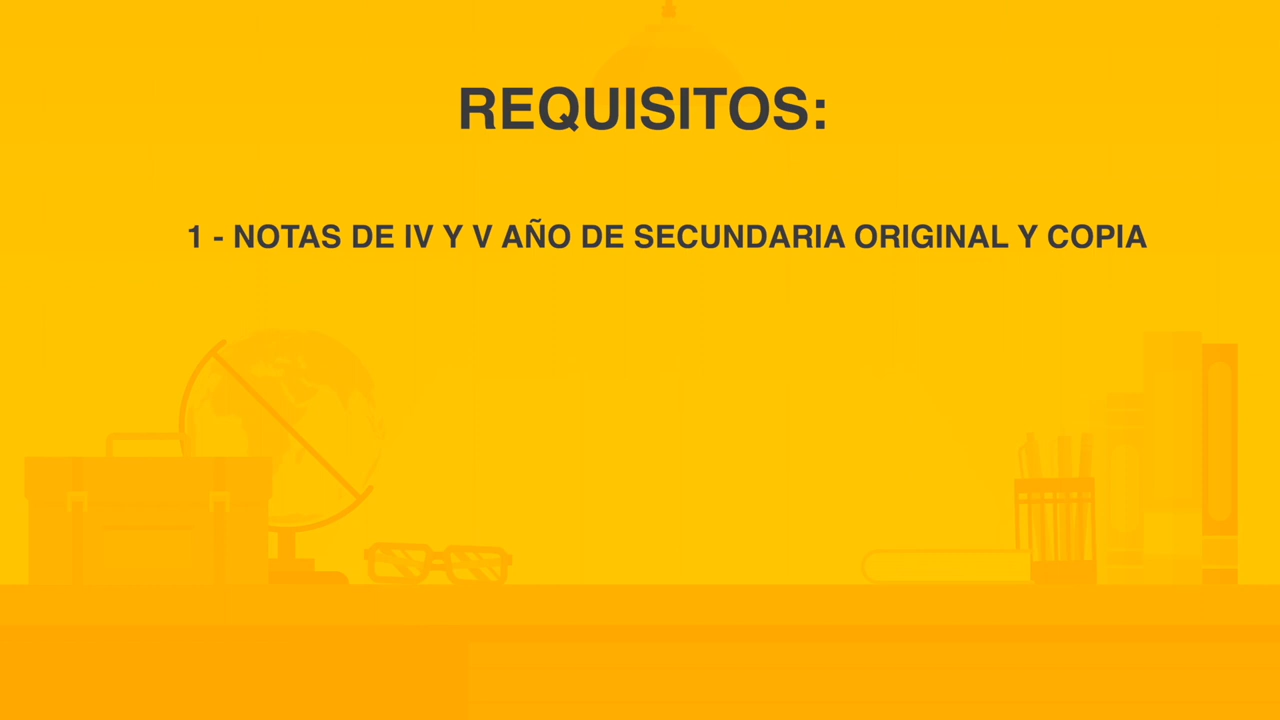 REQUISITOS:
1 - NOTAS DE IV Y V AÑO DE SECUNDARIA ORIGINAL Y COPIA